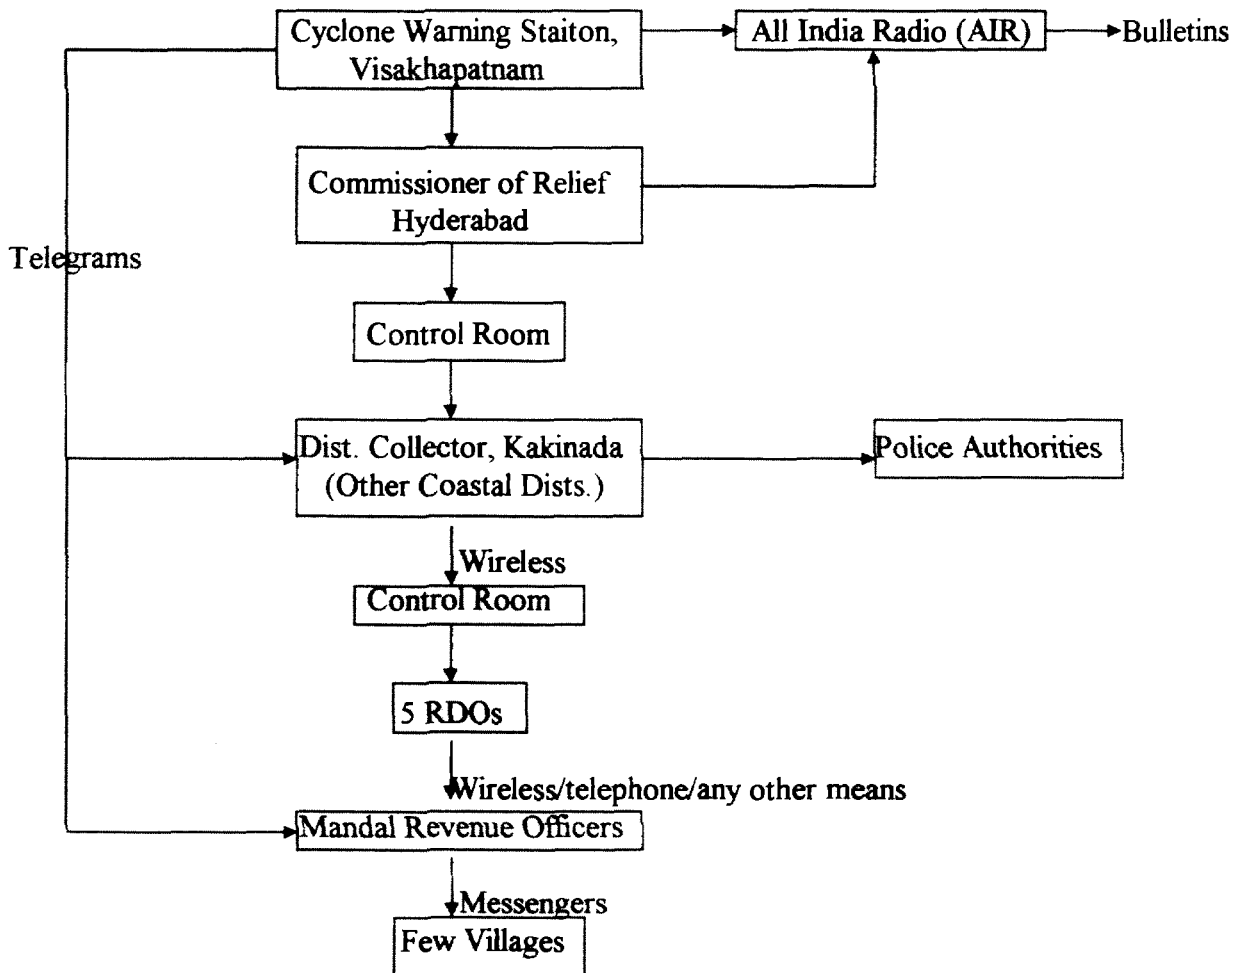 Cyclone Warning Staiton,
Visakhapatnam
All India Radio (AIR)
Bulletins
Commissioner of Relief
Hyderabad
Telegrams
Control Room
Dist. Collector, Kakinada
(Other Coastal Dists.)
Police Authorities
Wireless
Control Room
5 RDOs
Wireless/telephone/any other means
Mandal Revenue Officers
Messengers
Few Villages